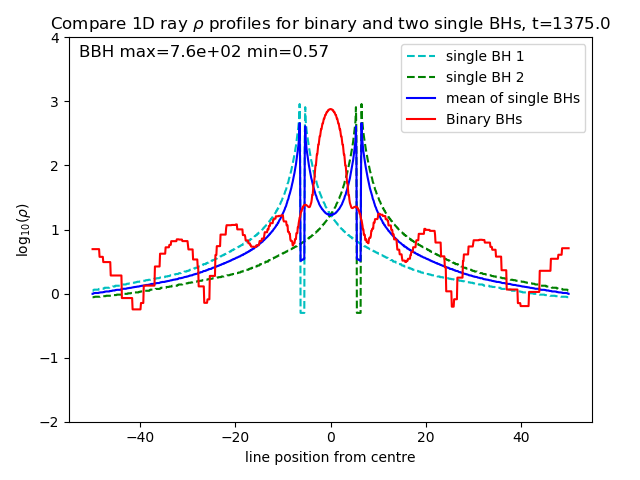 Compare 1D ray ρ profiles for binary and two single BHs, t=1375.0
BBH max=7.6e+02 min=0.57
single BH 1
single BH 2
mean of single BHs
Binary BHs
4
3
2
1
0
−1
−2
log₁₀(ρ)
−40
−20
0
20
40
line position from centre